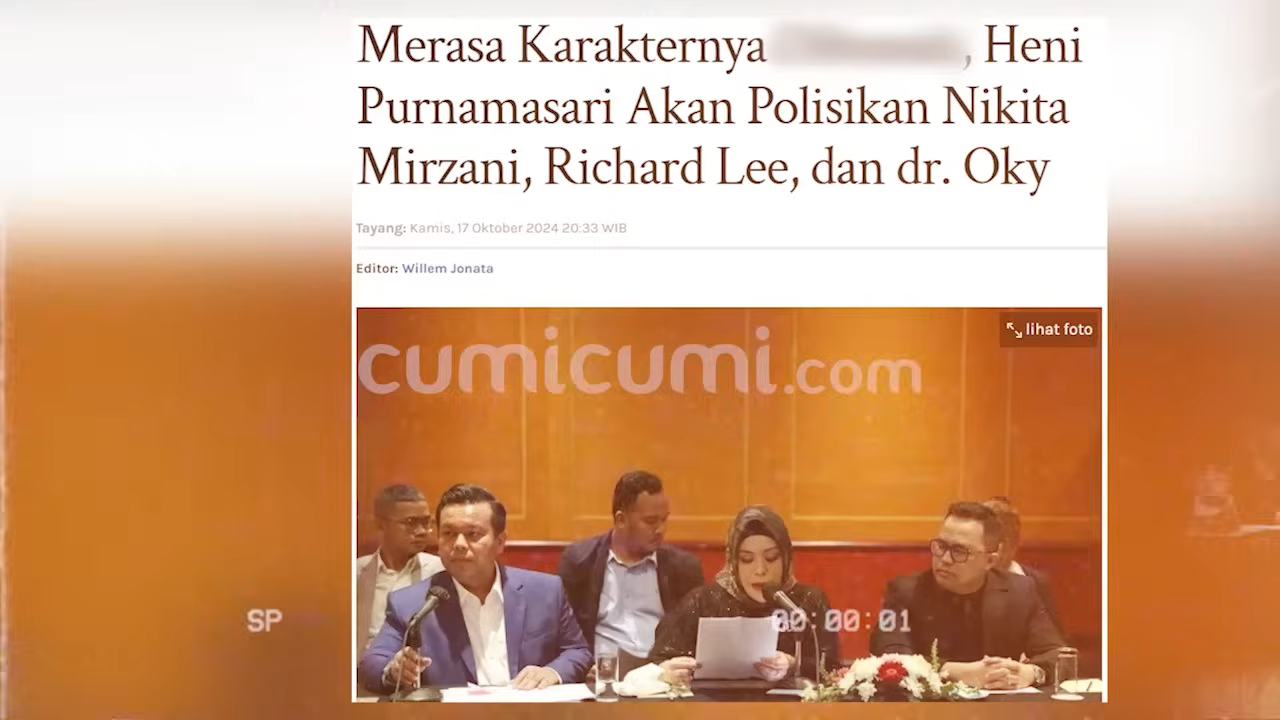 Merasa Karakternya , Heni
Purnamasari Akan Polisikan Nikita
Mirzani, Richard Lee, dan dr. Oky
Tayang: Kamis, 17 Oktober 2024 20:33 WIB
Editor: Willem Jonata
lihat foto
cumicumi.com
SP
00:00:01